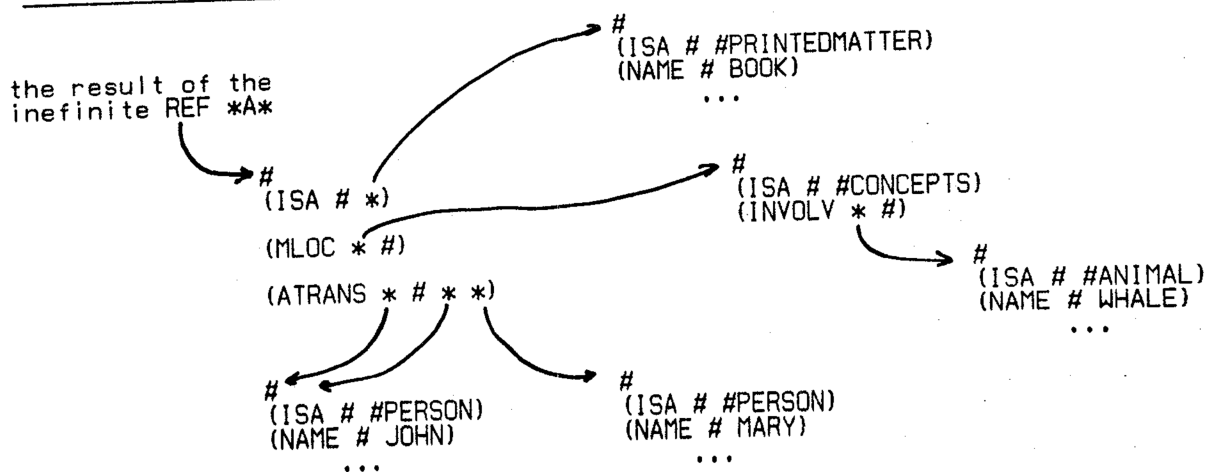 #
(ISA # #PRINTEDMATTER)
(NAME # BOOK)
...
the result of the
inefinite REF *A*
#
(ISA # *)
(MLOC * #)
(ATRANS * # * *)
#
(ISA # #CONCEPTS)
(INVOLV * #)
#
(ISA # #ANIMAL)
(NAME # WHALE)
...
#
(ISA # #PERSON)
(NAME # JOHN)
...
#
(ISA # #PERSON)
(NAME # MARY)
...